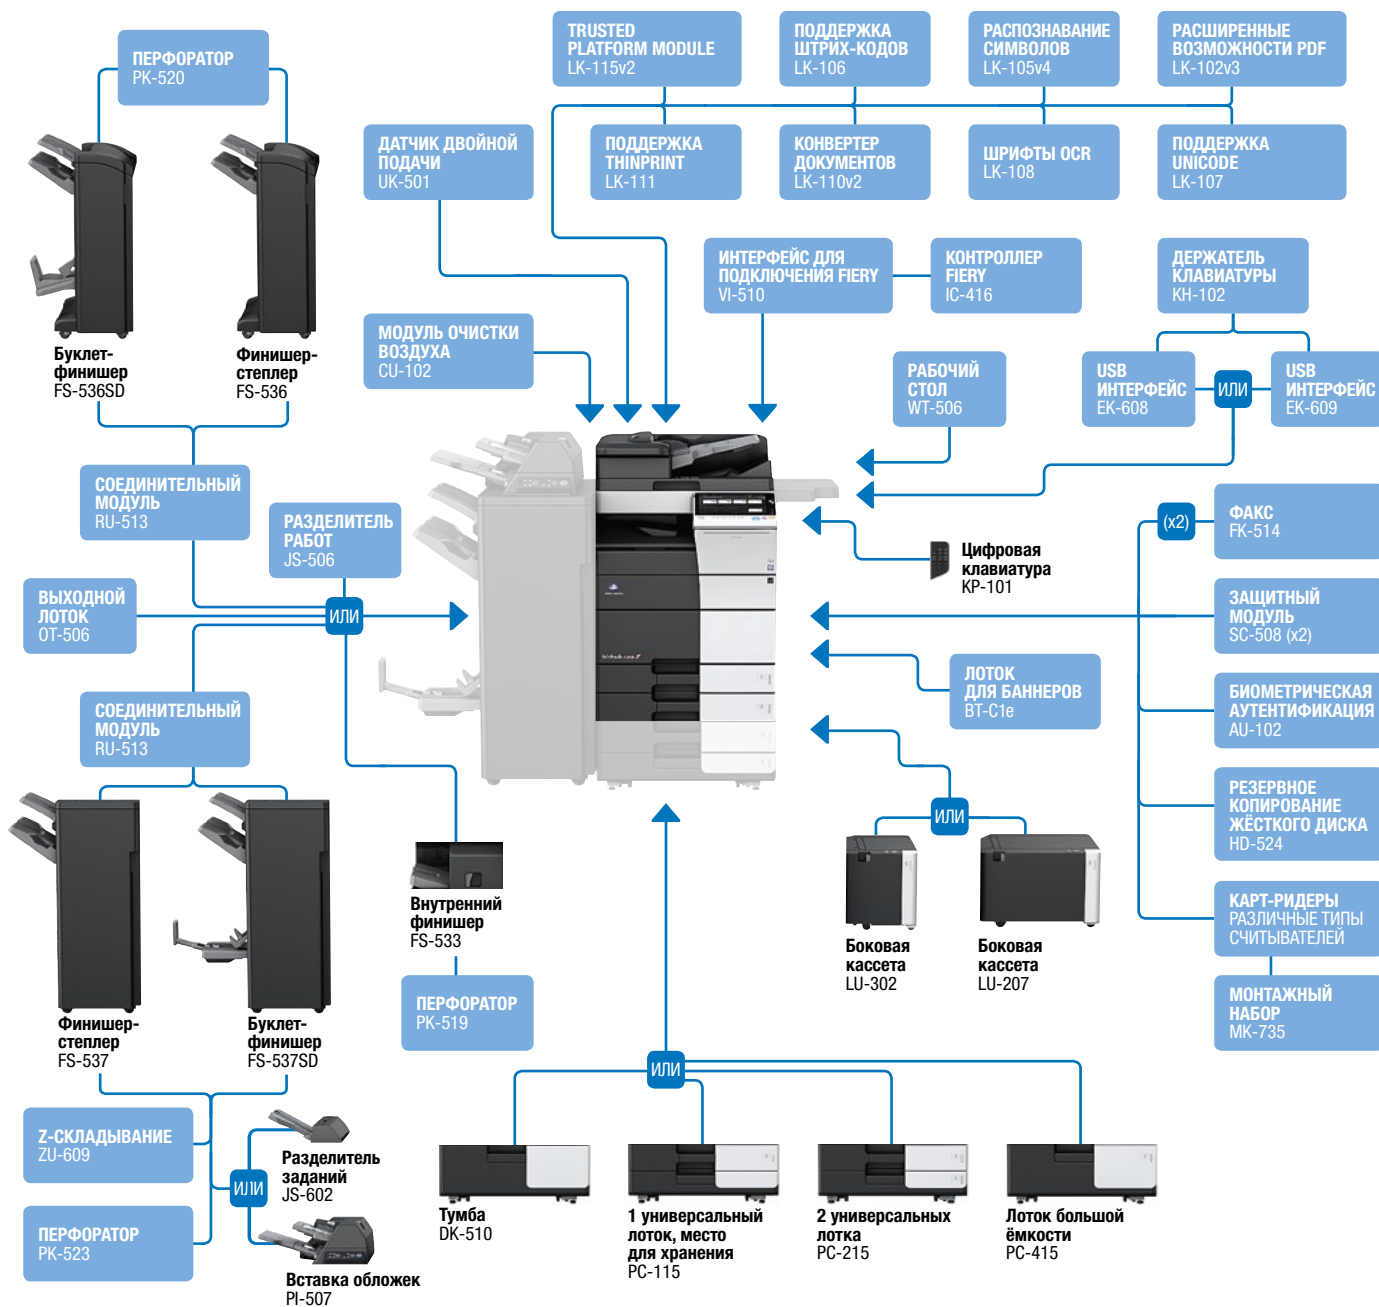 TRUSTED
PLATFORM MODULE
LK-115v2
ПОДДЕРЖКА
ШТРИХ-КОДОВ
LK-106
РАСПОЗНАВАНИЕ
СИМВОЛОВ
LK-105v4
РАСШИРЕННЫЕ
ВОЗМОЖНОСТИ PDF
LK-102v3
ПЕРФОРАТОР
PK-520
ДАТЧИК ДВОЙНОЙ
ПОДАЧИ
UK-501
ПОДДЕРЖКА
THINPRINT
LK-111
КОНВЕРТЕР
ДОКУМЕНТОВ
LK-110v2
ШРИФТЫ OCR
LK-108
ПОДДЕРЖКА
UNICODE
LK-107
ИНТЕРФЕЙС ДЛЯ
ПОДКЛЮЧЕНИЯ FIERY
VI-510
КОНТРОЛЛЕР
FIERY
IC-416
ДЕРЖАТЕЛЬ
КЛАВИАТУРЫ
KH-102
МОДУЛЬ ОЧИСТКИ
ВОЗДУХА
CU-102
Буклет-
финишер
FS-536SD
Финишер-
степлер
FS-536
РАБОЧИЙ
СТОЛ
WT-506
USB
ИНТЕРФЕЙС
EK-608
ИЛИ
USB
ИНТЕРФЕЙС
EK-609
СОЕДИНИТЕЛЬНЫЙ
МОДУЛЬ
RU-513
РАЗДЕЛИТЕЛЬ
РАБОТ
JS-506
ВЫХОДНОЙ
ЛОТОК
OT-506
ИЛИ
Цифровая
клавиатура
KP-101
(x2)
ФАКС
FK-514
ЗАЩИТНЫЙ
МОДУЛЬ
SC-508 (x2)
ЛОТОК
ДЛЯ БАННЕРОВ
BT-C1e
БИОМЕТРИЧЕСКАЯ
АУТЕНТИФИКАЦИЯ
AU-102
СОЕДИНИТЕЛЬНЫЙ
МОДУЛЬ
RU-513
РЕЗЕРВНОЕ
КОПИРОВАНИЕ
ЖЁСТКОГО ДИСКА
HD-524
ИЛИ
Внутренний
финишер
FS-533
Боковая
кассета
LU-302
Боковая
кассета
LU-207
КАРТ-РИДЕРЫ
РАЗЛИЧНЫЕ ТИПЫ
СЧИТЫВАТЕЛЕЙ
МОНТАЖНЫЙ
НАБОР
MK-735
ПЕРФОРАТОР
PK-519
Финишер-
степлер
FS-537
Буклет-
финишер
FS-537SD
ИЛИ
Z-СКЛАДЫВАНИЕ
ZU-609
Разделитель
заданий
JS-602
ИЛИ
ПЕРФОРАТОР
PK-523
Вставка обложек
PI-507
Тумба
DK-510
1 универсальный
лоток, место
для хранения
PC-115
2 универсальных
лотка
PC-215
Лоток большой
ёмкости
PC-415